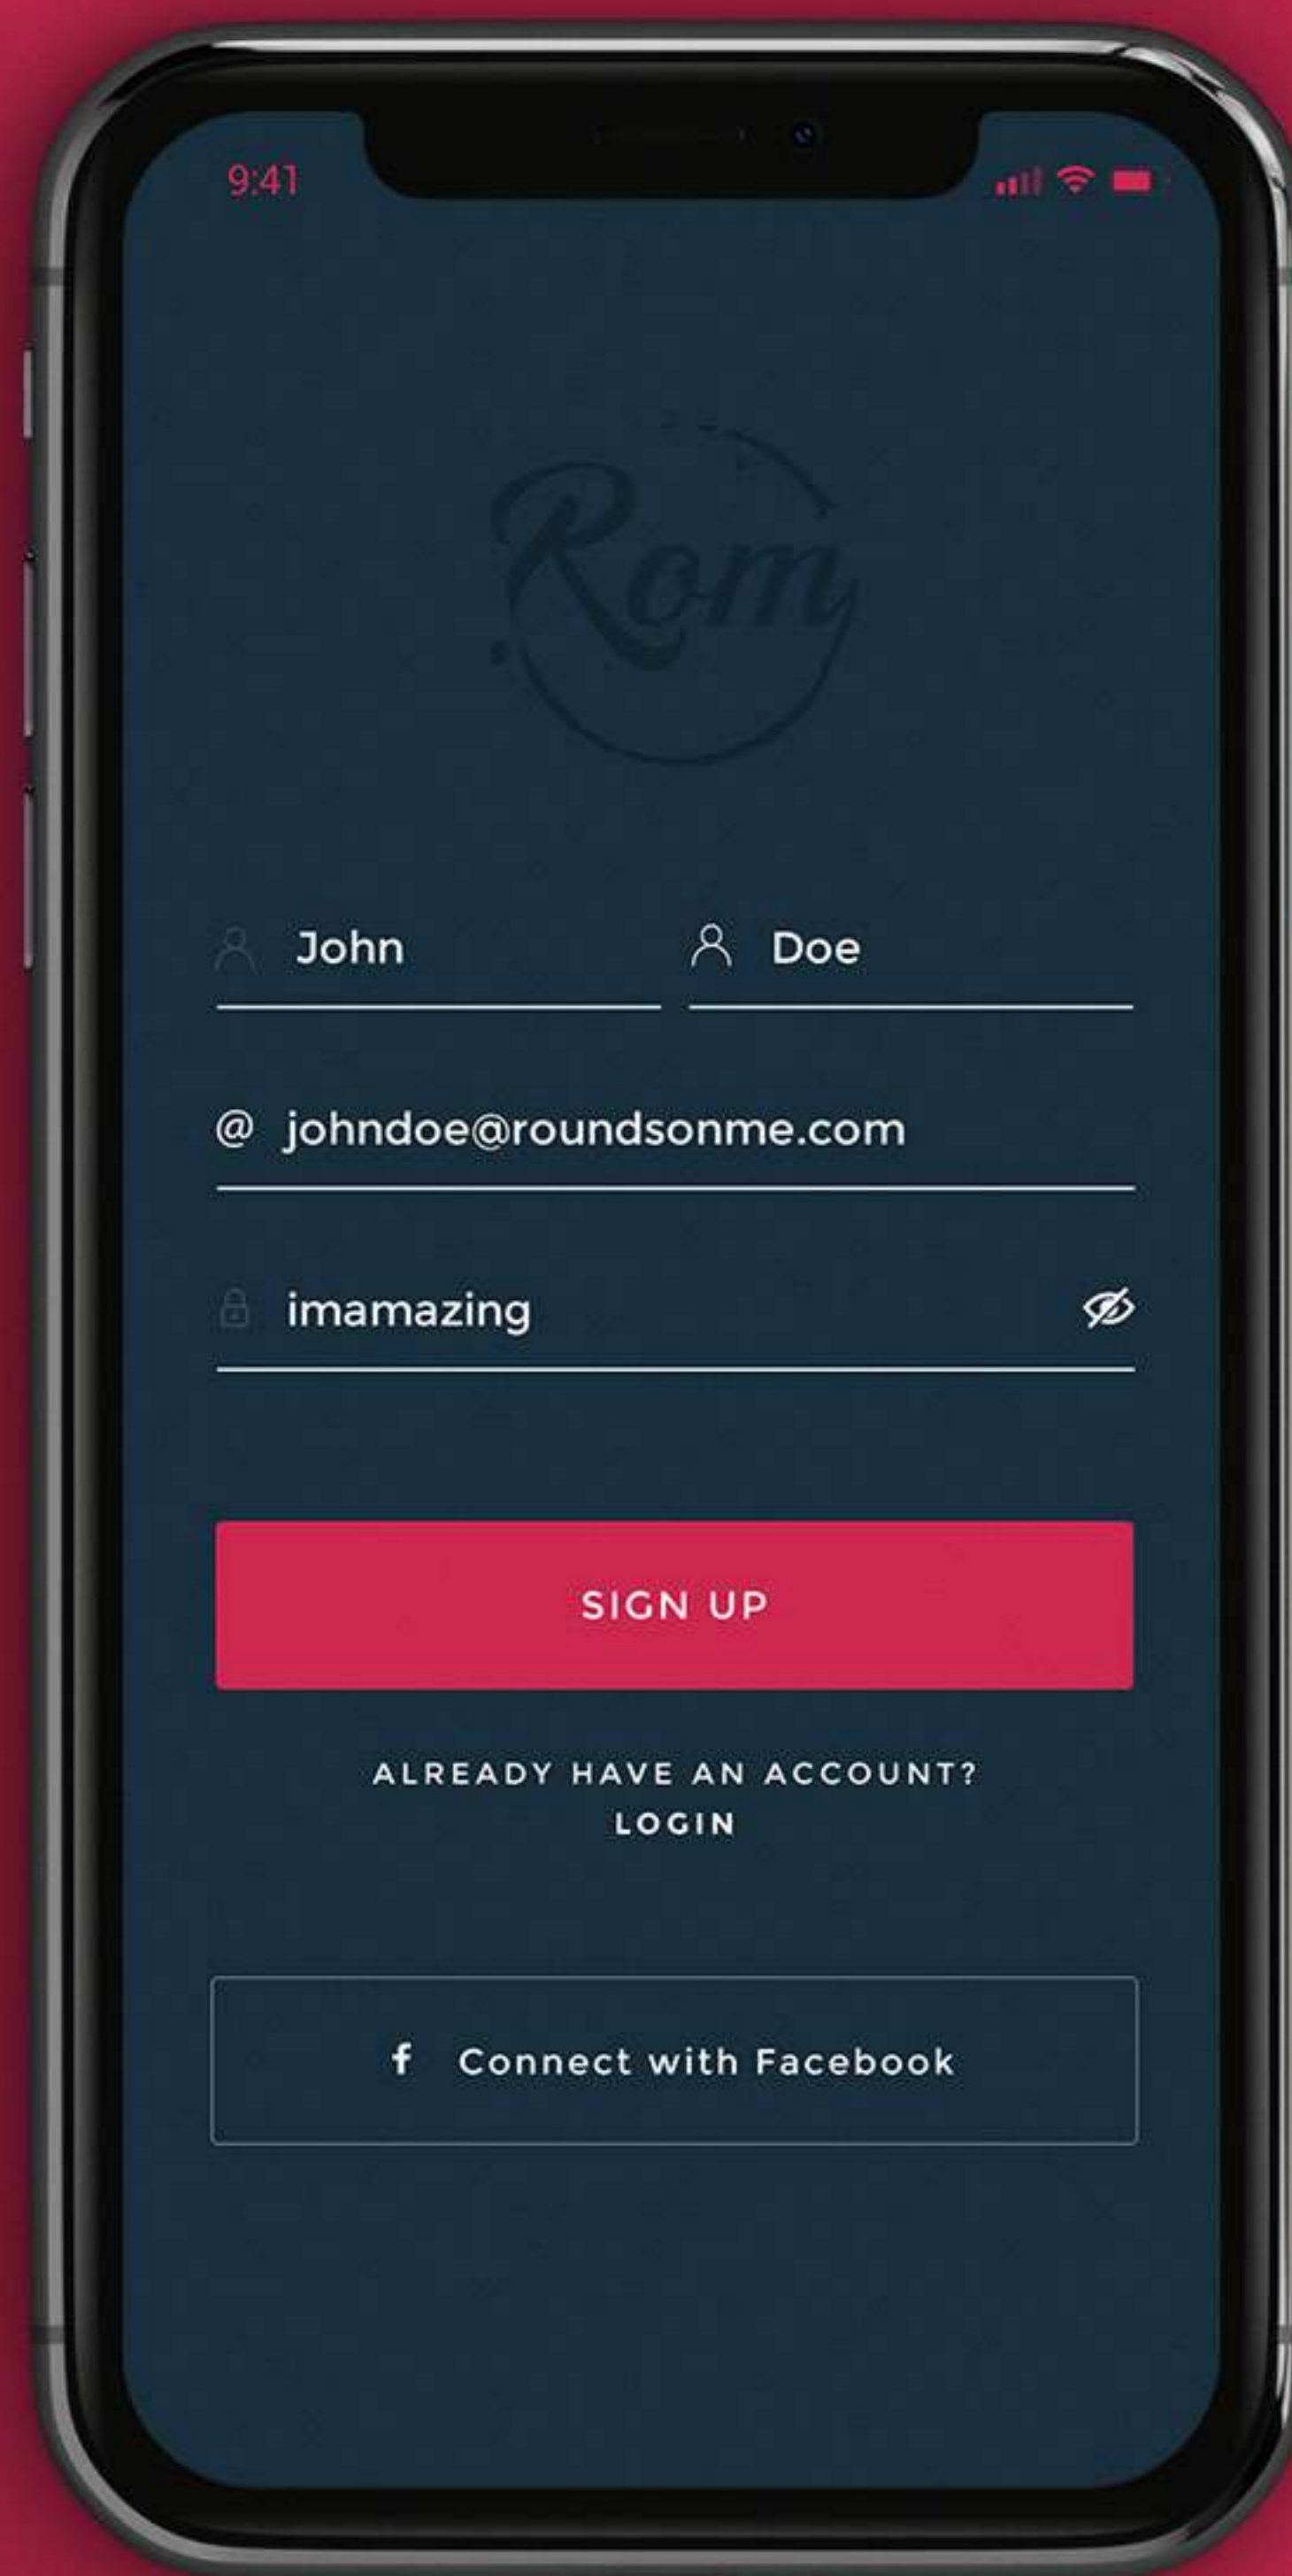 9:41
Rom
John
Doe
@ johndoe@roundsonme.com
imamazing
SIGN UP
ALREADY HAVE AN ACCOUNT?
LOGIN
f Connect with Facebook